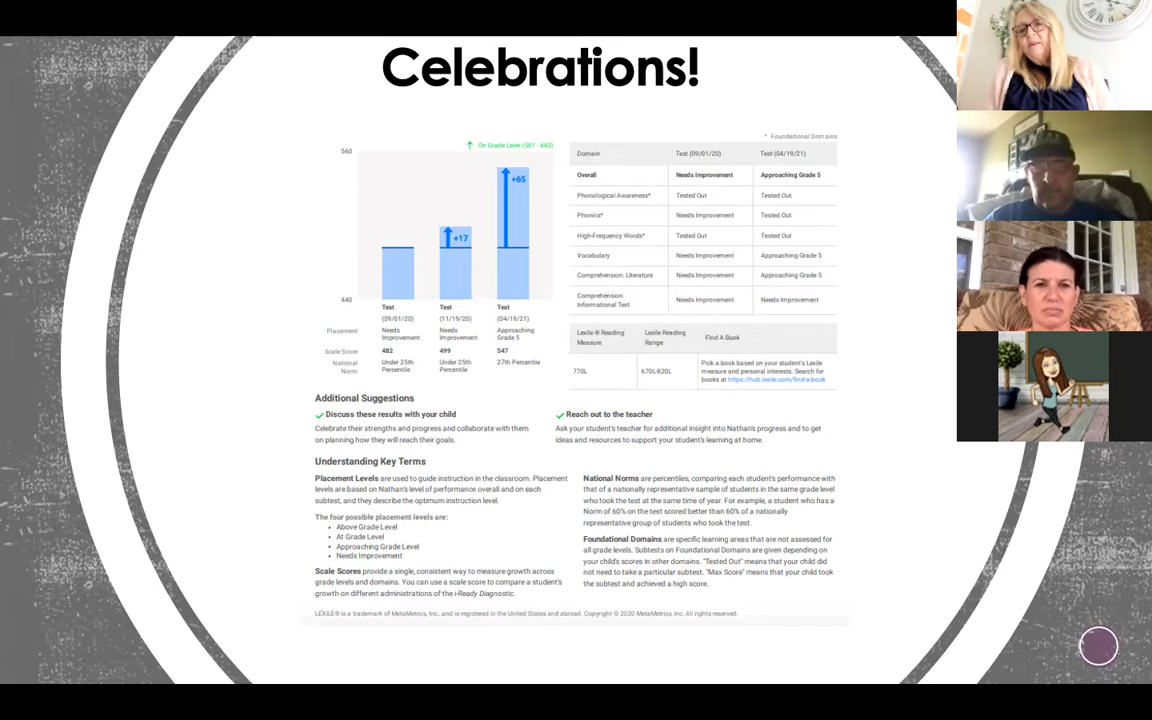 Celebrations!
On Grade Level (581 - 640)
560
+65
+17
440
Test
(09/01/20)
Test
(11/19/20)
Test
(04/19/21)
Placement
Needs
Improvement
Needs
Improvement
Approaching
Grade 5
Scale Score
482
499
547
National
Norm
Under 25th
Percentile
Under 25th
Percentile
27th Percentile
* Foundational Domains
Domain Test (09/01/20) Test (04/19/21)
Overall Needs Improvement Approaching Grade 5
Phonological Awareness* Tested Out Tested Out
Phonics* Needs Improvement Tested Out
High-Frequency Words* Tested Out Tested Out
Vocabulary Needs Improvement Approaching Grade 5
Comprehension: Literature Needs Improvement Approaching Grade 5
Comprehension:
Informational Text
Needs Improvement Needs Improvement
Lexile ® Reading
Measure
Lexile Reading
Range
Find A Book
770L
670L-820L
Pick a book based on your student's Lexile
measure and personal interests. Search for
books at https://hub.lexile.com/find-a-book
Additional Suggestions
Discuss these results with your child
Celebrate their strengths and progress and collaborate with them
on planning how they will reach their goals.
Reach out to the teacher
Ask your student's teacher for additional insight into Nathan's progress and to get
ideas and resources to support your student's learning at home.
Understanding Key Terms
Placement Levels are used to guide instruction in the classroom. Placement
levels are based on Nathan's level of performance overall and on each
subtest, and they describe the optimum instruction level.
The four possible placement levels are:
• Above Grade Level
• At Grade Level
• Approaching Grade Level
• Needs Improvement
Scale Scores provide a single, consistent way to measure growth across
grade levels and domains. You can use a scale score to compare a student's
growth on different administrations of the i-Ready Diagnostic.
National Norms are percentiles, comparing each student's performance with
that of a nationally representative sample of students in the same grade level
who took the test at the same time of year. For example, a student who has a
Norm of 60% on the test scored better than 60% of a nationally
representative group of students who took the test.
Foundational Domains are specific learning areas that are not assessed for
all grade levels. Subtests on Foundational Domains are given depending on
your child's scores in other domains. "Tested Out" means that your child did
not need to take a particular subtest. "Max Score" means that your child took
the subtest and achieved a high score.
LEXILE® is a trademark of MetaMetrics, Inc., and is registered in the United States and abroad. Copyright © 2020 MetaMetrics, Inc. All rights reserved.